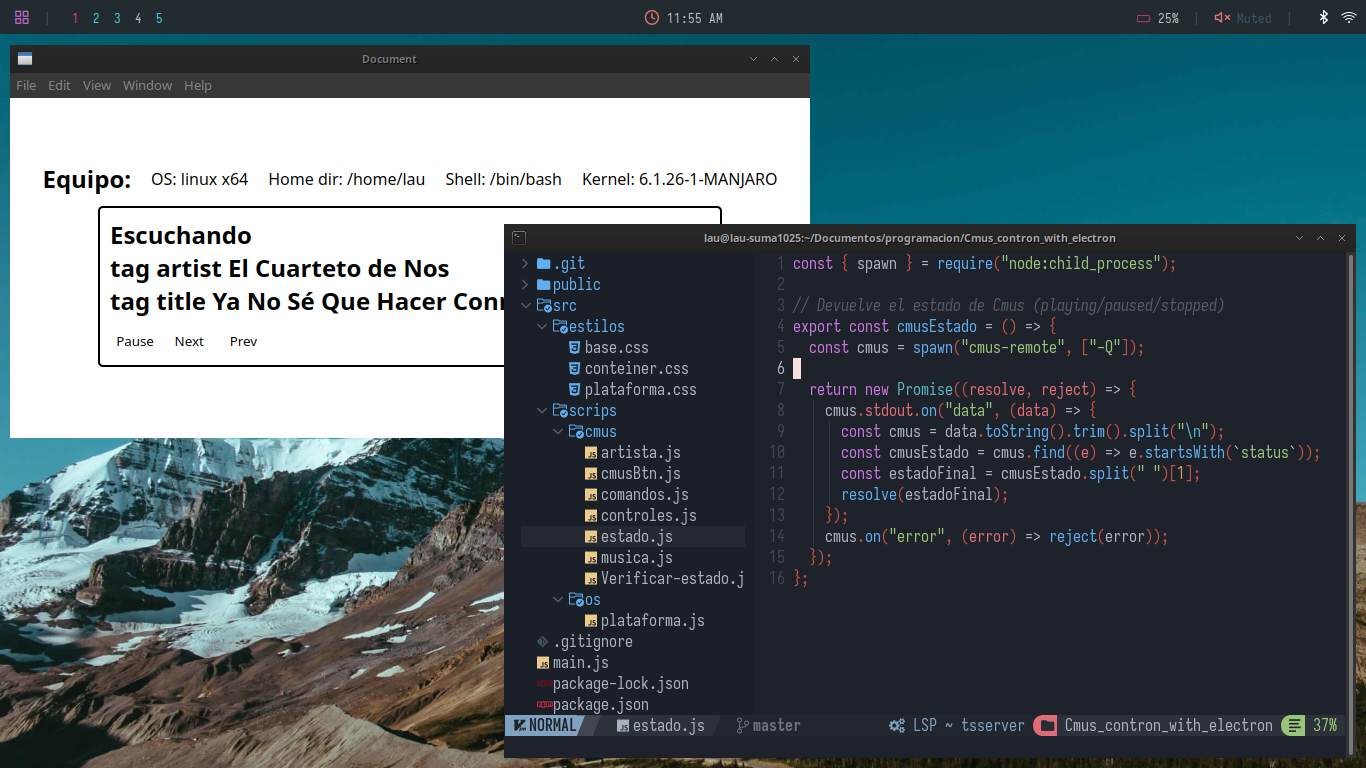 1 2 3 4 5
11:55 AM
25%
Muted
Document
File Edit View Window Help
Equipo: OS: linux x64 Home dir: /home/lau Shell: /bin/bash Kernel: 6.1.26-1-MANJARO
Escuchando
tag artist El Cuarteto de Nos
tag title Ya No Sé Que Hacer
Pause Next Prev
lau@lau-suma1025:~/Documentos/programacion/Cmus_contron_with_electron
.git
public
src
estilos
base.css
conteiner.css
plataforma.css
scrips
cmus
artista.js
cmusBtn.js
comandos.js
controles.js
estado.js
musica.js
Verificar-estado.j
os
plataforma.js
.gitignore
main.js
package-lock.json
package.json
1 const { spawn } = require("node:child_process");
2
3 // Devuelve el estado de Cmus (playing/paused/stopped)
4 export const cmusEstado = () => {
5 const cmus = spawn("cmus-remote", ["-Q"]);
6
7 return new Promise((resolve, reject) => {
8 cmus.stdout.on("data", (data) => {
9 const cmus = data.toString().trim().split("\n");
10 const cmusEstado = cmus.find((e) => e.startsWith(`status`));
11 const estadoFinal = cmusEstado.split(" ")[1];
12 resolve(estadoFinal);
13 });
14 cmus.on("error", (error) => reject(error));
15 });
16 };
NORMAL estado.js master LSP ~ tsserver Cmus_contron_with_electron 37%